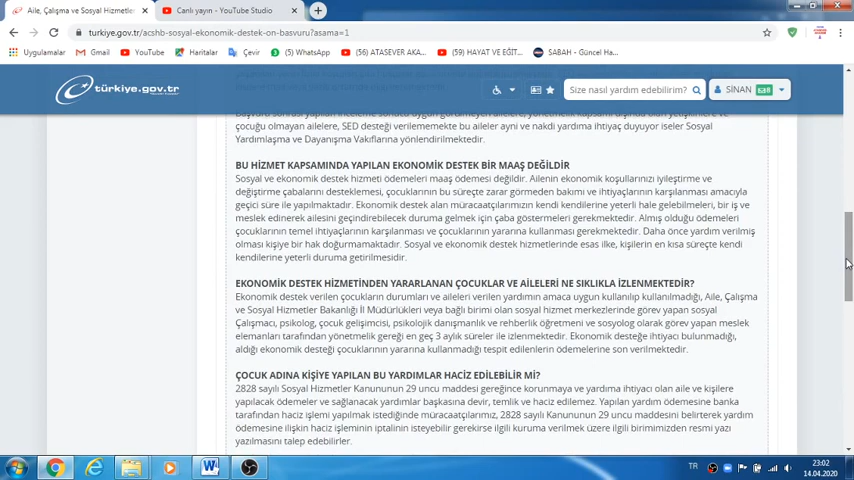 Aile, Çalışma ve Sosyal Hizmetler
Canlı yayın - YouTube Studio
turkiye.gov.tr/acshb-sosyal-ekonomik-destek-on-basvuru?asama=1
Uygulamalar
Gmail
YouTube
Haritalar
Çevir
(5) WhatsApp
(56) ATASEVER AKA...
(59) HAYAT VE EĞİT...
SABAH - Güncel Ha...
türkiye.gov.tr
Size nasıl yardım edebilirim?
SİNAN
çocuğu olmayan ailelere, SED desteği verilememekte bu aileler ayni ve nakdi yardıma ihtiyaç duyuyor iseler Sosyal
Yardımlaşma ve Dayanışma Vakıflarına yönlendirilmektedir.
BU HİZMET KAPSAMINDA YAPILAN EKONOMİK DESTEK BİR MAAŞ DEĞİLDİR
Sosyal ve ekonomik destek hizmeti ödemeleri maaş ödemesi değildir. Ailenin ekonomik koşullarınızı iyileştirme ve
değiştirme çabalarını desteklemesi, çocuklarının bu süreçte zarar görmeden bakımı ve ihtiyaçlarının karşılanması amacıyla
geçici süre ile yapılmaktadır. Ekonomik destek alan müracaatçılarımızın kendi kendilerine yeterli hale gelebilmeleri, bir iş ve
meslek edinerek ailesini geçindirebilecek duruma gelmek için çaba göstermeleri gerekmektedir. Almış olduğu ödemeleri
çocuklarının temel ihtiyaçlarının karşılanması ve çocuklarının yararına kullanması gerekmektedir. Daha önce yardım verilmiş
olması kişiye bir hak doğurmamaktadır. Sosyal ve ekonomik destek hizmetlerinde esas ilke, kişilerin en kısa süreçte kendi
kendilerine yeterli duruma getirilmesidir.
EKONOMİK DESTEK HİZMETİNDEN YARARLANAN ÇOCUKLAR VE AİLELERİ NE SIKLIKLA İZLENMEKTEDİR?
Ekonomik destek verilen çocukların durumları ve aileleri verilen yardımın amaca uygun kullanılıp kullanılmadığı, Aile, Çalışma
ve Sosyal Hizmetler Bakanlığı İl Müdürlükleri veya bağlı birimi olan sosyal hizmet merkezlerinde görev yapan sosyal
Çalışmacı, psikolog, çocuk gelişimcisi, psikolojik danışmanlık ve rehberlik öğretmeni ve sosyolog olarak görev yapan meslek
elemanları tarafından yönetmelik gereği en geç 3 aylık süreler ile izlenmektedir. Ekonomik desteğe ihtiyacı bulunmadığı,
aldığı ekonomik desteği çocuklarının yararına kullanmadığı tespit edilenlerin ödemelerine son verilmektedir.
ÇOCUK ADINA KİŞİYE YAPILAN BU YARDIMLAR HACİZ EDİLEBİLİR Mİ?
2828 sayılı Sosyal Hizmetler Kanununun 29 uncu maddesi gereğince korunmaya ve yardıma ihtiyacı olan aile ve kişilere
yapılacak ödemeler ve sağlanacak yardımlar başkasına devir, temlik ve haciz edilemez. Yapılan yardım ödemesine banka
tarafından haciz işlemi yapılmak istediğinde müracaatçılarımız, 2828 sayılı Kanununun 29 uncu maddesini belirterek yardım
ödemesine ilişkin haciz işleminin iptalinin isteyebilir gerekirse ilgili kuruma verilmek üzere ilgili birimimizden resmi yazı
yazılmasını talep edebilirler.
TR
23:02
14.04.2020